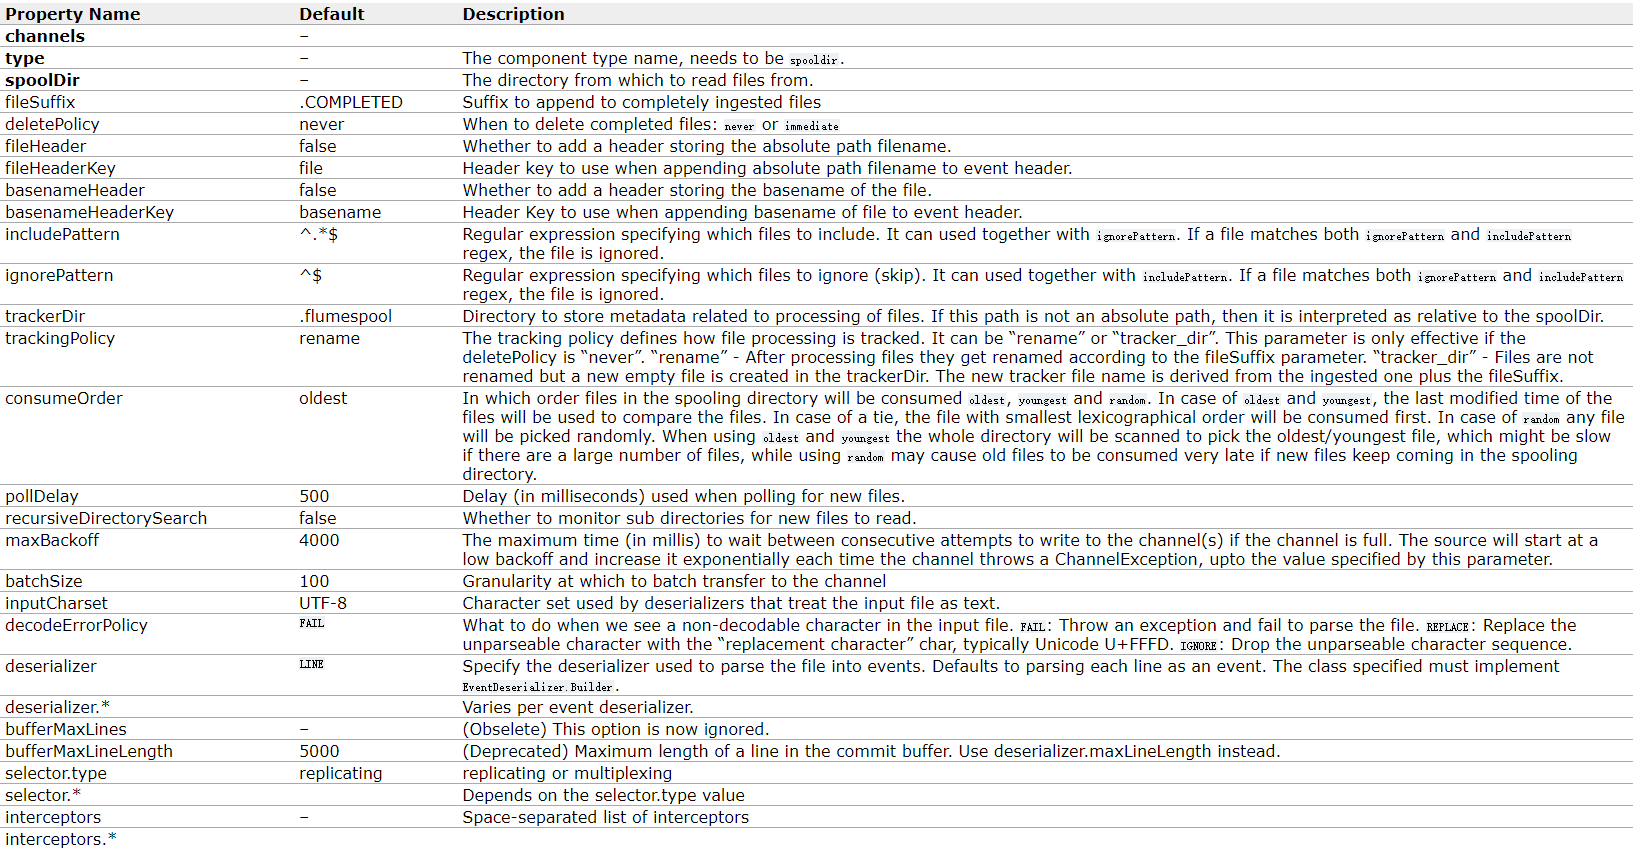 Property Name Default Description
channels –
type – The component type name, needs to be spooldir.
spoolDir – The directory from which to read files from.
fileSuffix .COMPLETED Suffix to append to completely ingested files
deletePolicy never When to delete completed files: never or immediate
fileHeader false Whether to add a header storing the absolute path filename.
fileHeaderKey file Header key to use when appending absolute path filename to event header.
basenameHeader false Whether to add a header storing the basename of the file.
basenameHeaderKey basename Header Key to use when appending basename of file to event header.
includePattern ^.*$ Regular expression specifying which files to include. It can used together with ignorePattern. If a file matches both ignorePattern and includePattern
regex, the file is ignored.
ignorePattern ^$ Regular expression specifying which files to ignore (skip). It can used together with includePattern. If a file matches both ignorePattern and includePattern
regex, the file is ignored.
trackerDir .flumespool Directory to store metadata related to processing of files. If this path is not an absolute path, then it is interpreted as relative to the spoolDir.
trackingPolicy rename The tracking policy defines how file processing is tracked. It can be “rename” or “tracker_dir”. This parameter is only effective if the
deletePolicy is “never”. “rename” - After processing files they get renamed according to the fileSuffix parameter. “tracker_dir” - Files are not
renamed but a new empty file is created in the trackerDir. The new tracker file name is derived from the ingested one plus the fileSuffix.
consumeOrder oldest In which order files in the spooling directory will be consumed oldest, youngest and random. In case of oldest and youngest, the last modified time of the
files will be used to compare the files. In case of a tie, the file with smallest lexicographical order will be consumed first. In case of random any file
will be picked randomly. When using oldest and youngest the whole directory will be scanned to pick the oldest/youngest file, which might be slow
if there are a large number of files, while using random may cause old files to be consumed very late if new files keep coming in the spooling
directory.
pollDelay 500 Delay (in milliseconds) used when polling for new files.
recursiveDirectorySearch false Whether to monitor sub directories for new files to read.
maxBackoff 4000 The maximum time (in millis) to wait between consecutive attempts to write to the channel(s) if the channel is full. The source will start at a
low backoff and increase it exponentially each time the channel throws a ChannelException, upto the value specified by this parameter.
batchSize 100 Granularity at which to batch transfer to the channel
inputCharset UTF-8 Character set used by deserializers that treat the input file as text.
decodeErrorPolicy FAIL What to do when we see a non-decodable character in the input file. FAIL: Throw an exception and fail to parse the file. REPLACE: Replace the
unparseable character with the “replacement character” char, typically Unicode U+FFFD. IGNORE: Drop the unparseable character sequence.
deserializer LINE Specify the deserializer used to parse the file into events. Defaults to parsing each line as an event. The class specified must implement
EventDeserializer.Builder.
deserializer.* Varies per event deserializer.
bufferMaxLines – (Obselete) This option is now ignored.
bufferMaxLineLength 5000 (Deprecated) Maximum length of a line in the commit buffer. Use deserializer.maxLineLength instead.
selector.type replicating replicating or multiplexing
selector.* Depends on the selector.type value
interceptors – Space-separated list of interceptors
interceptors.*